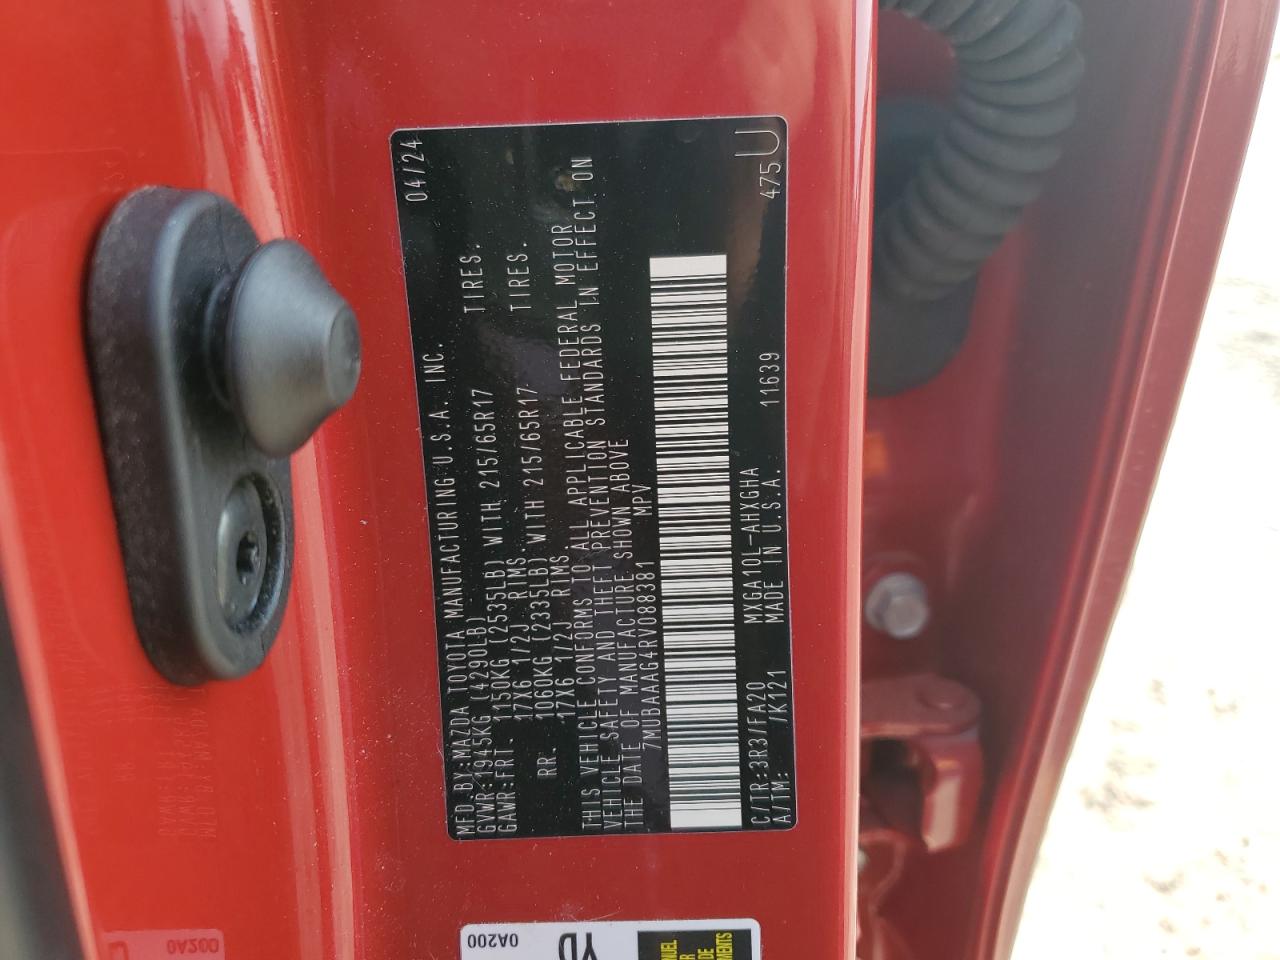 MFD.BY:MAZDA TOYOTA MANUFACTURING U.S.A. INC. 04/24
GVWR:1945KG (4290LB)
GAWR:FRT. 1150KG (2535LB) WITH 215/65R17 TIRES.
17X6 1/2J RIMS.
RR. 1060KG (2335LB) WITH 215/65R17 TIRES.
17X6 1/2J RIMS.
THIS VEHICLE CONFORMS TO ALL APPLICABLE FEDERAL MOTOR
VEHICLE SAFETY AND THEFT PREVENTION STANDARDS IN EFFECT ON
THE DATE OF MANUFACTURE SHOWN ABOVE
7MUBAAAG4RV088381 MPV
C/TR:3R3/FA20 MXGA10L-AHXGHA 11639 475U
A/TM: /K121 MADE IN U.S.A.
0A200
YD